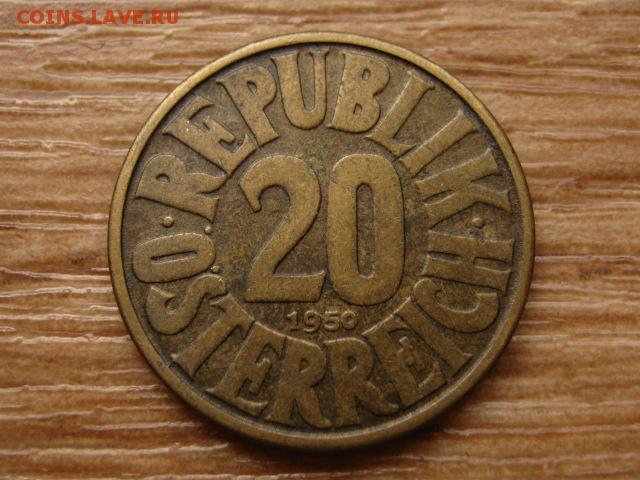 COINS.LAVE.RU
· REPUBLIK ·
20
1950
ÖSTERREICH